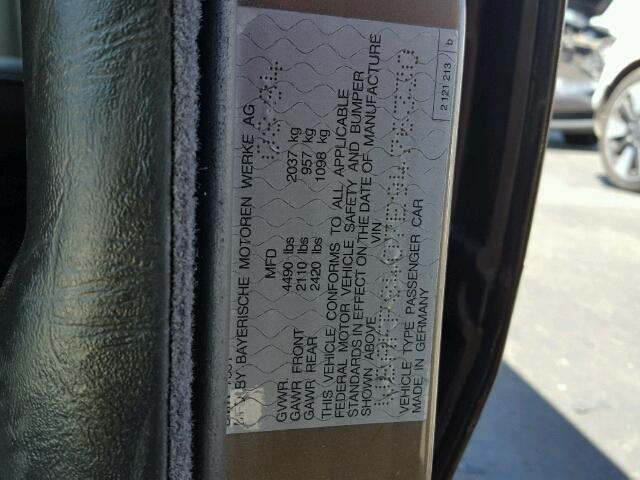 BY BAYERISCHE MOTOREN WERKE AG
MFD
GVWR. 4490 lbs 2037 kg
GAWR FRONT 2110 lbs 957 kg
GAWR REAR 2420 lbs 1098 kg
THIS VEHICLE CONFORMS TO ALL APPLICABLE
FEDERAL MOTOR VEHICLE SAFETY AND BUMPER
STANDARDS IN EFFECT ON THE DATE OF MANUFACTURE
SHOWN ABOVE. VIN
VEHICLE TYPE PASSENGER CAR
MADE IN GERMANY
2 121 213 b